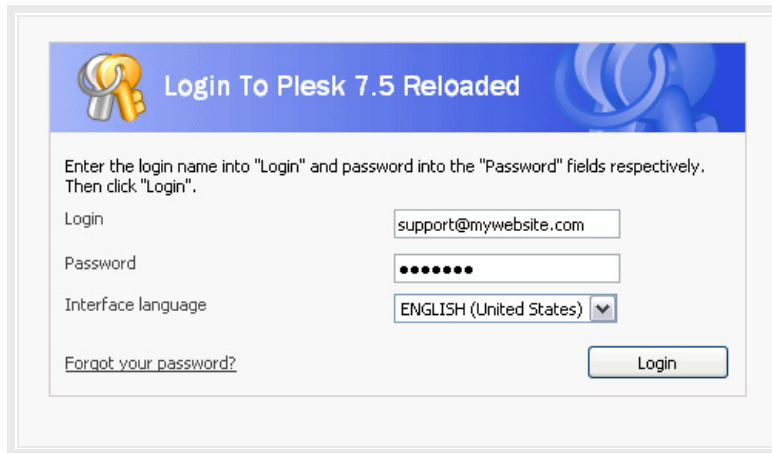 Login To Plesk 7.5 Reloaded
Enter the login name into "Login" and password into the "Password" fields respectively.
Then click "Login".
Login
support@mywebsite.com
Password
●●●●●●●
Interface language
ENGLISH (United States)
Forgot your password?
Login